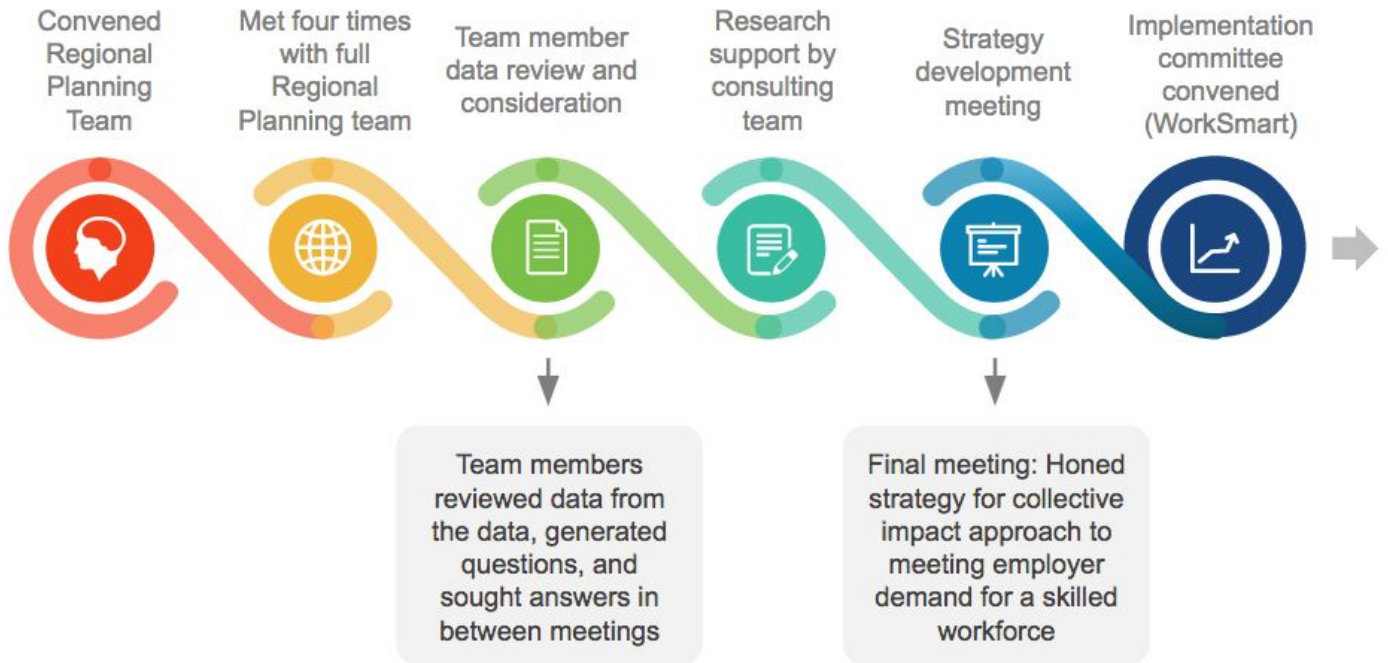 Convened
Regional
Planning
Team
Met four times
with full
Regional
Planning team
Team member
data review and
consideration
Research
support by
consulting
team
Strategy
development
meeting
Implementation
committee
convened
(WorkSmart)
Team members
reviewed data from
the data, generated
questions, and
sought answers in
between meetings
Final meeting: Honed
strategy for collective
impact approach to
meeting employer
demand for a skilled
workforce